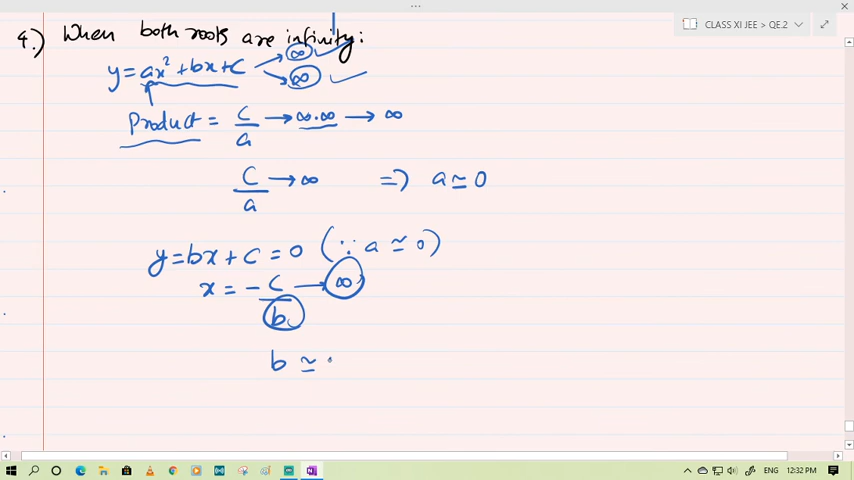 CLASS XI JEE > QE.2
4.) When both roots are infinity:
y = ax² + bx + c → ∞ ✓
→ ∞ ✓
Product = c/a → ∞.∞ → ∞
c/a → ∞ ⇒ a ≃ 0
y = bx + c = 0 (∵ a ≃ 0)
x = -c/b → ∞
b ≃
ENG 12:32 PM